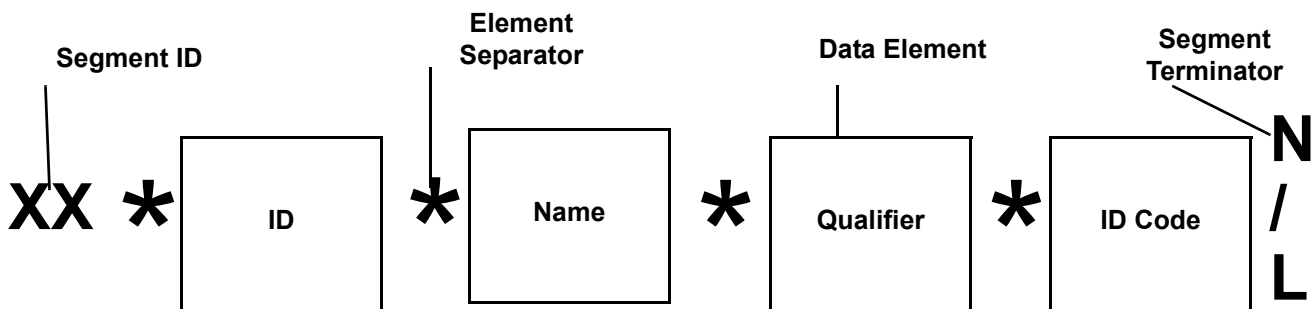 Segment ID
Element
Separator
Data Element
Segment
Terminator
XX * ID * Name * Qualifier * ID Code N
/
L